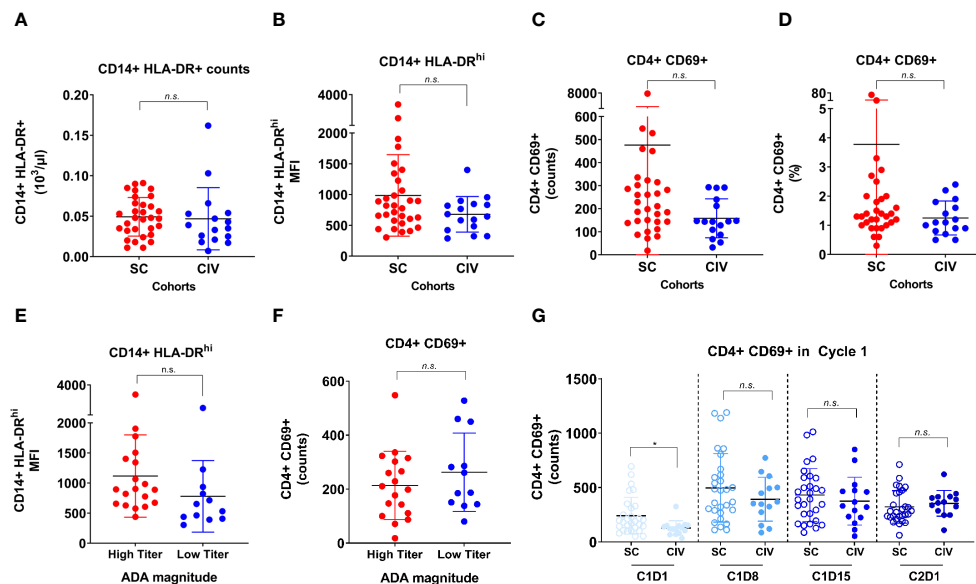 A
CD14+ HLA-DR+ counts
n.s.
CD14+ HLA-DR+
(10³/µl)
0.20
0.15
0.10
0.05
0.00
SC
CIV
Cohorts
B
CD14+ HLA-DRhi
n.s.
CD14+ HLA-DRhi
MFI
4000
2000
1500
1000
500
0
SC
CIV
Cohorts
C
CD4+ CD69+
n.s.
CD4+ CD69+
(counts)
8000
600
500
400
300
200
100
0
SC
CIV
Cohorts
D
CD4+ CD69+
n.s.
CD4+ CD69+
(%)
80
5
4
3
2
1
0
SC
CIV
Cohorts
E
CD14+ HLA-DRhi
n.s.
CD14+ HLA-DRhi
MFI
4000
2000
1500
1000
500
0
High Titer
Low Titer
ADA magnitude
F
CD4+ CD69+
n.s.
CD4+ CD69+
(counts)
600
400
200
0
High Titer
Low Titer
ADA magnitude
G
CD4+ CD69+ in Cycle 1
CD4+ CD69+
(counts)
1500
1000
500
0
*
n.s.
n.s.
n.s.
SC CIV SC CIV SC CIV SC CIV
C1D1 C1D8 C1D15 C2D1